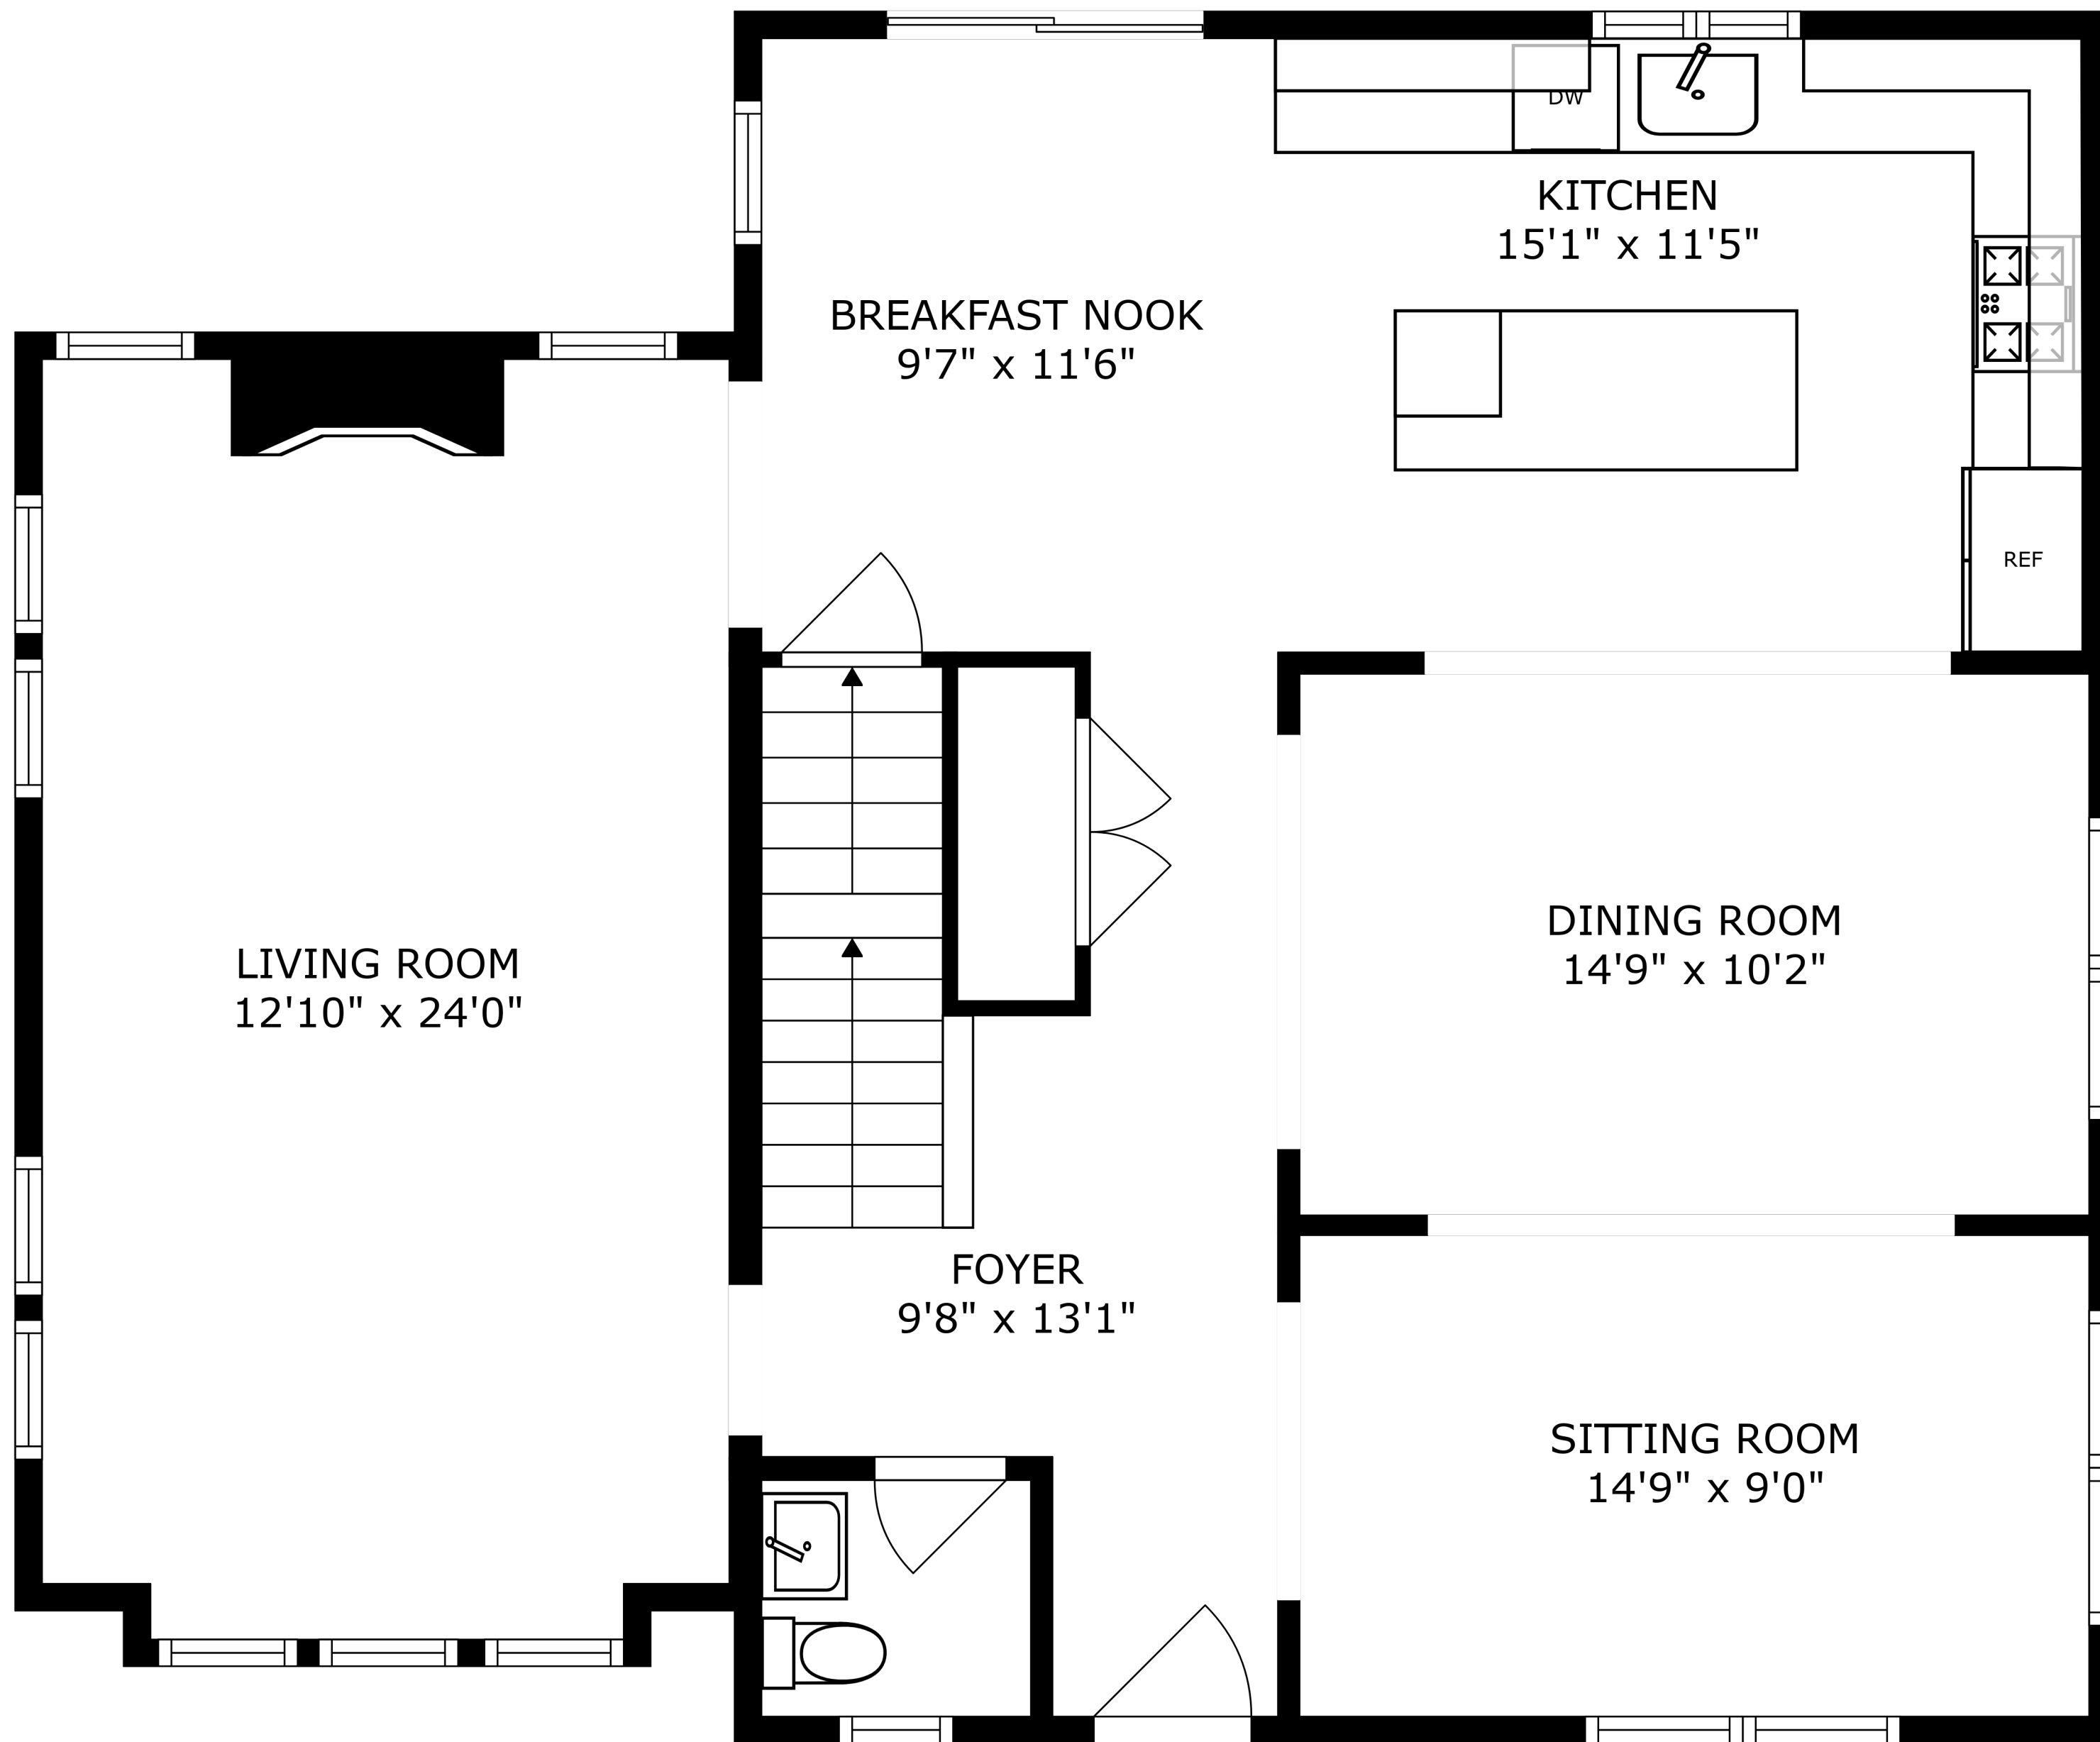 DW
KITCHEN
15'1" x 11'5"
BREAKFAST NOOK
9'7" x 11'6"
REF
DINING ROOM
14'9" x 10'2"
LIVING ROOM
12'10" x 24'0"
FOYER
9'8" x 13'1"
SITTING ROOM
14'9" x 9'0"